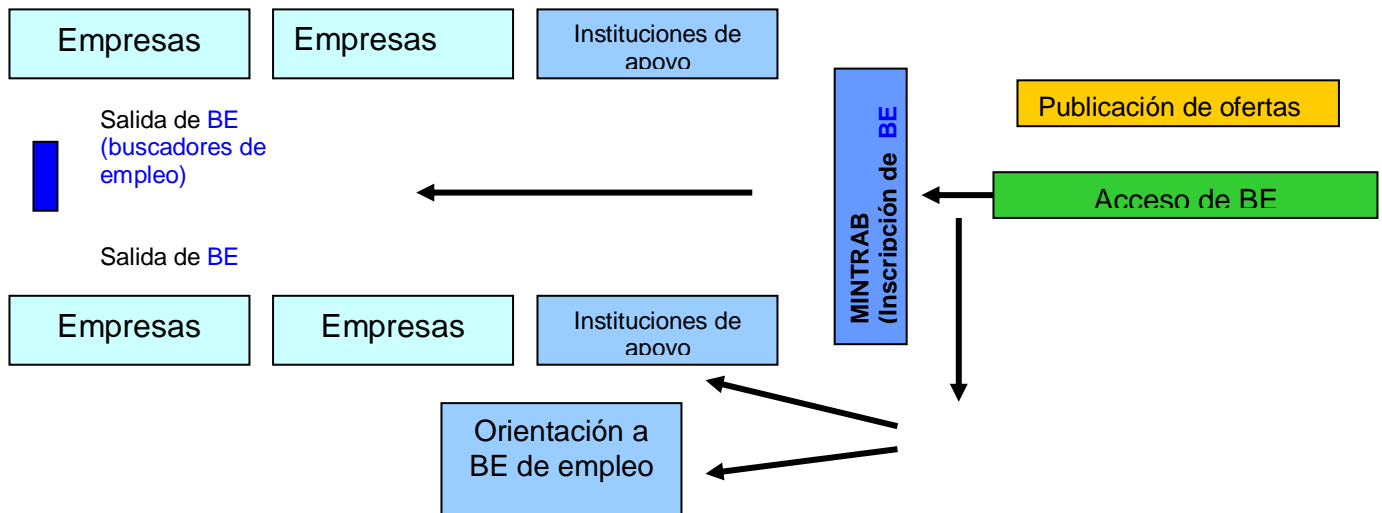 Empresas
Empresas
Instituciones de
apoyo
MINTRAB
(Inscripción de BE
Publicación de ofertas
Salida de BE
(buscadores de
empleo)
Acceso de BE
Salida de BE
Empresas
Empresas
Instituciones de
apoyo
Orientación a
BE de empleo